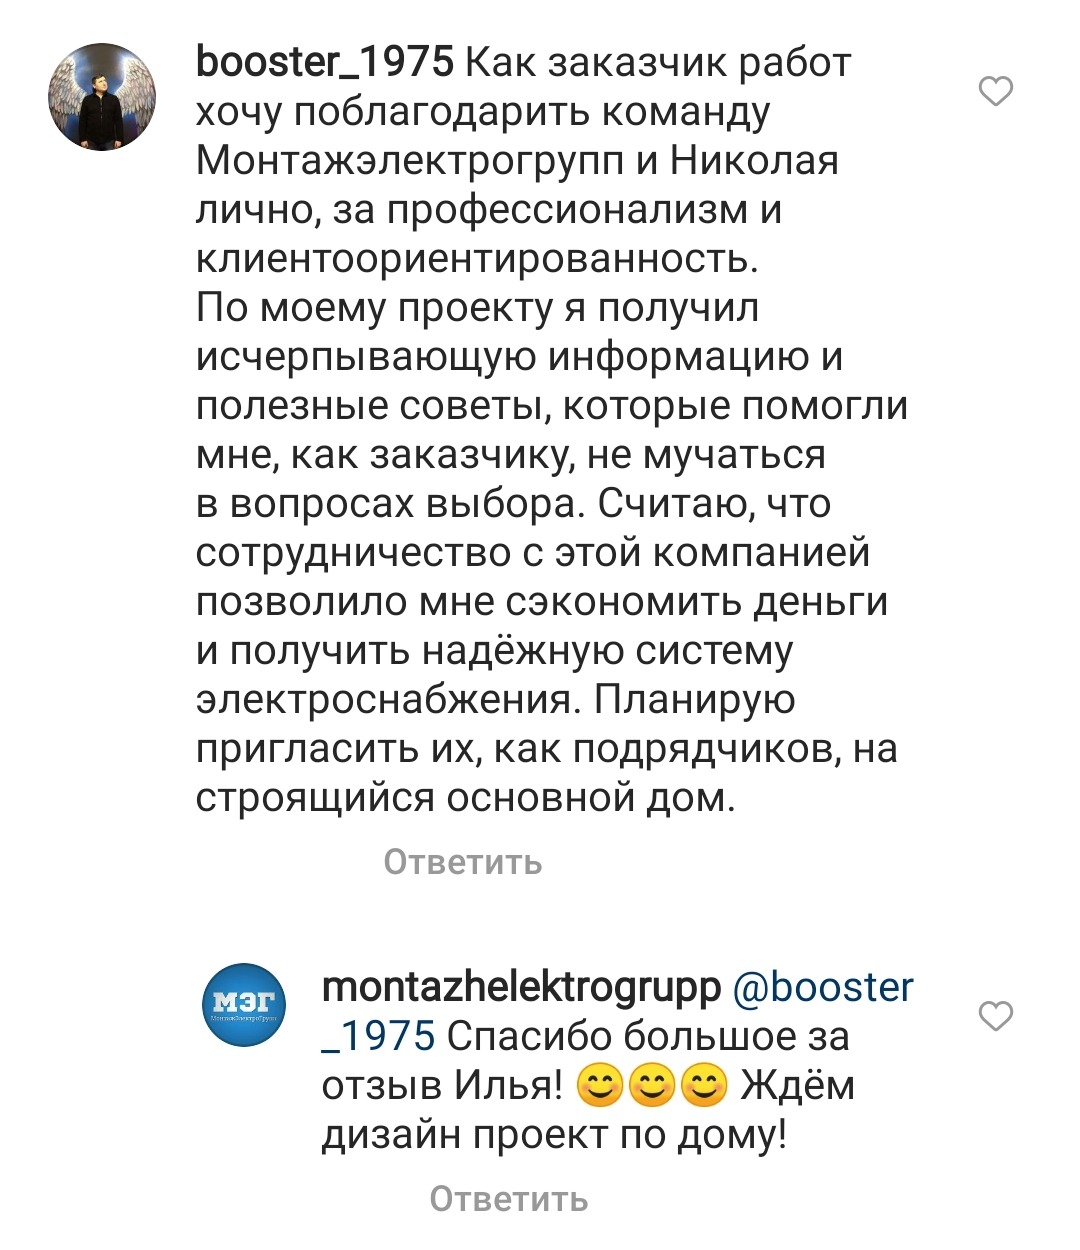 booster_1975 Как заказчик работ
хочу поблагодарить команду
Монтажэлектрогрупп и Николая
лично, за профессионализм и
клиентоориентированность.
По моему проекту я получил
исчерпывающую информацию и
полезные советы, которые помогли
мне, как заказчику, не мучаться
в вопросах выбора. Считаю, что
сотрудничество с этой компанией
позволило мне сэкономить деньги
и получить надёжную систему
электроснабжения. Планирую
пригласить их, как подрядчиков, на
строящийся основной дом.
Ответить
МЭГ
МонтажЭлектроГрупп
montazhelektrogrupp @booster
_1975 Спасибо большое за
отзыв Илья! 😊😊😊 Ждём
дизайн проект по дому!
Ответить